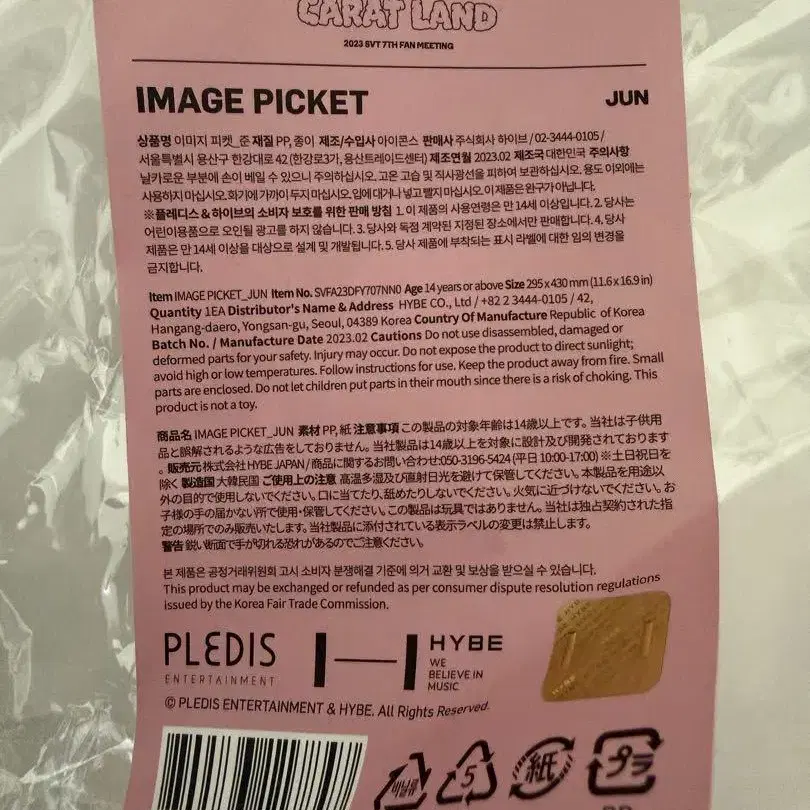 CARAT LAND
2023 SVT 7TH FAN MEETING
IMAGE PICKET
JUN
상품명 이미지 피켓_준 재질 PP, 종이 제조/수입사 아이콘스 판매사 주식회사 하이브 / 02-3444-0105 /
서울특별시 용산구 한강대로 42 (한강로3가, 용산트레이드센터) 제조연월 2023.02 제조국 대한민국 주의사항
날카로운 부분에 손이 베일 수 있으니 주의하십시오. 고온 고습 및 직사광선을 피하여 보관하십시오. 용도 이외에는
사용하지 마십시오. 화기에 가까이 두지 마십시오. 입에 대거나 넣고 빨지 마십시오. 이 제품은 완구가 아닙니다.
※플레디스 & 하이브의 소비자 보호를 위한 판매 방침 1. 이 제품의 사용연령은 만 14세 이상입니다. 2. 당사는
어린이용품으로 오인될 광고를 하지 않습니다. 3. 당사와 독점 계약된 지정된 장소에서만 판매합니다. 4. 당사
제품은 만 14세 이상을 대상으로 설계 및 개발됩니다. 5. 당사 제품에 부착되는 표시 라벨에 대한 임의 변경을
금지합니다.
Item IMAGE PICKET_JUN Item No. SVFA23DFY707NN0 Age 14 years or above Size 295 x 430 mm (11.6 x 16.9 in)
Quantity 1EA Distributor's Name & Address HYBE CO., Ltd / +82 2 3444-0105 / 42,
Hangang-daero, Yongsan-gu, Seoul, 04389 Korea Country Of Manufacture Republic of Korea
Batch No. / Manufacture Date 2023.02 Cautions Do not use disassembled, damaged or
deformed parts for your safety. Injury may occur. Do not expose the product to direct sunlight;
avoid high or low temperatures. Follow instructions for use. Keep the product away from fire. Small
parts are enclosed. Do not let children put parts in their mouth since there is a risk of choking. This
product is not a toy.
商品名 IMAGE PICKET_JUN 素材 PP, 紙 注意事項 この製品の対象年齢は14歳以上です。当社は子供用
品と誤解されるような広告をしておりません。当社製品は14歳以上を対象に設計及び開発されております
。販売元 株式会社 HYBE JAPAN / 商品に関するお問い合わせ:050-3196-5424 (平日 10:00-17:00) ※土日祝日を
除く 製造国 大韓民国 ご使用上の注意 高温多湿及び直射日光を避けて保管してください。本製品を用途以
外の目的で使用しないでください。口に当てたり、舐めたりしないでください。火気に近づけないでください。お
子様の手の届かない所で使用・保管してください。この製品は玩具ではありません。当社は独占契約された指
定の場所でのみ販売いたします。当社製品に添付されている表示ラベルの変更は禁止します。
警告 鋭い断面で手が切れる恐れがあるのでご注意ください。
본 제품은 공정거래위원회 고시 소비자 분쟁해결 기준에 의거 교환 및 보상을 받으실 수 있습니다.
This product may be exchanged or refunded as per consumer dispute resolution regulations
issued by the Korea Fair Trade Commission.
PLEDIS
ENTERTAINMENT
HYBE
WE
BELIEVE IN
MUSIC
© PLEDIS ENTERTAINMENT & HYBE. All Rights Reserved.
비닐류
5
紙
プラ